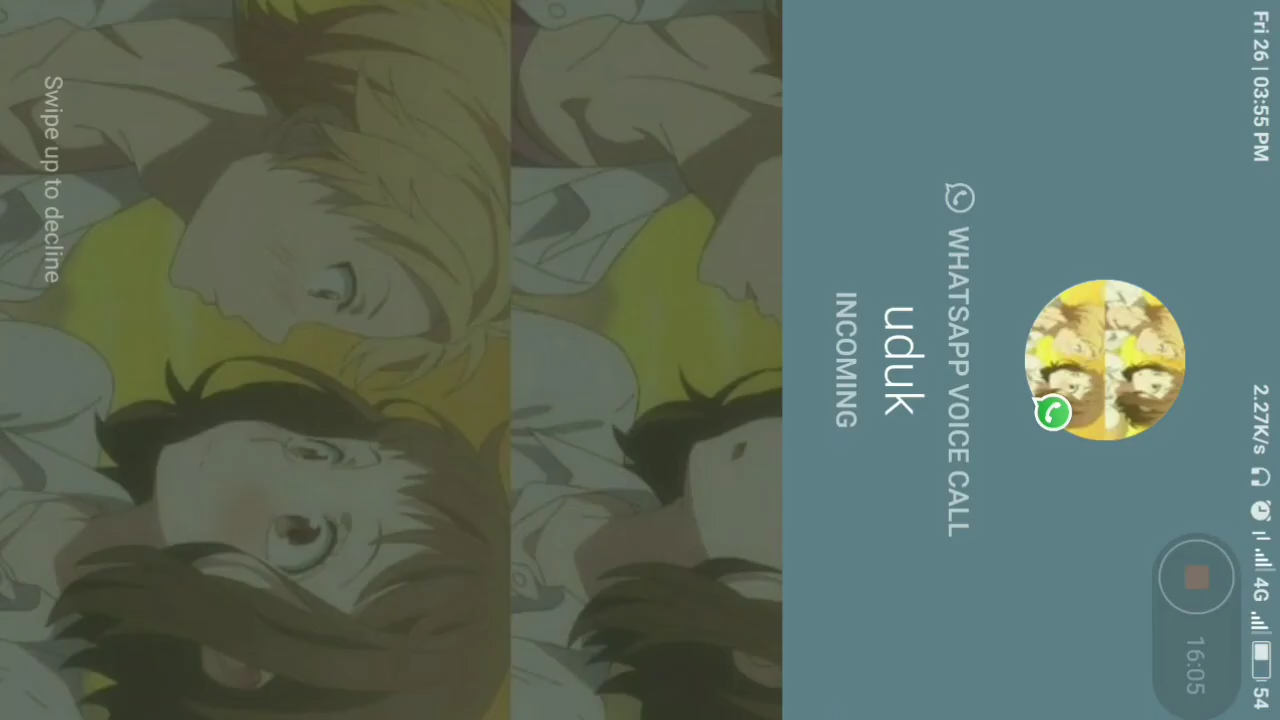 Fri 26 | 03:55 PM
2.27K/s
4G
54
16:05
WHATSAPP VOICE CALL
uduk
INCOMING
Swipe up to decline